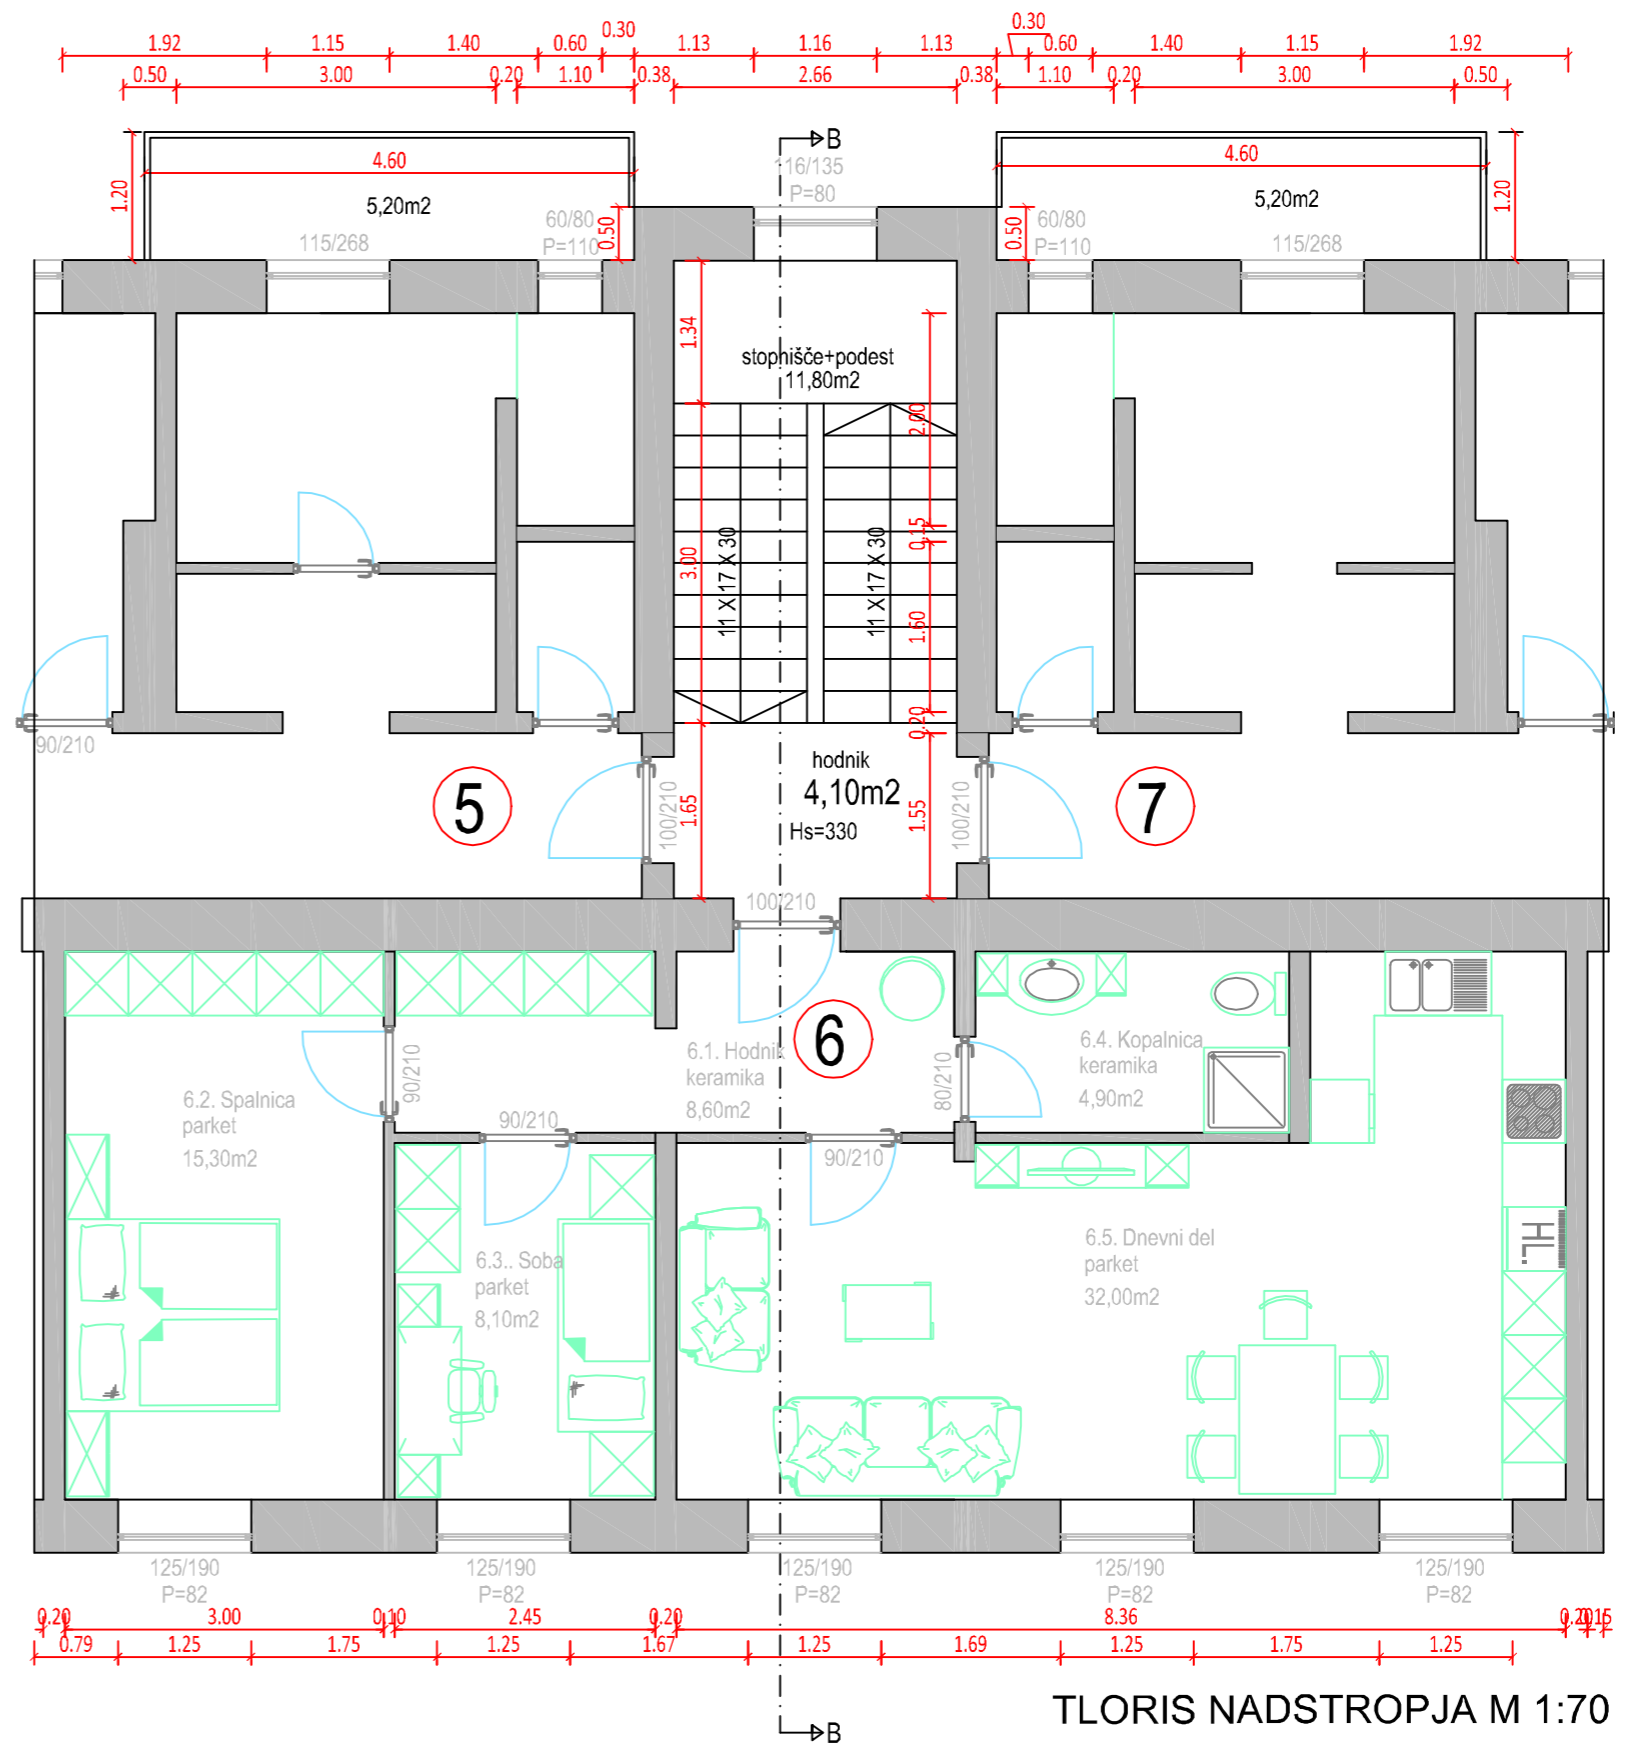 0.30 0.30
1.92 1.15 1.40 0.60 1.13 1.16 1.13 0.60 1.40 1.15 1.92
0.50 3.00 0.20 1.10 0.38 2.66 0.38 1.10 0.20 3.00 0.50
B
4.60 116/135 4.60
P=80
1.20 5,20m2 5,20m2 1.20
60/80 60/80
P=110 0.50 0.50 P=110
115/268 115/268
1.34
stopnišče+podest
11,80m2
2.00
3.00 0.15
11 X 17 X 30 11 X 17 X 30
1.60
0.20
90/210
hodnik
4,10m2
Hs=330
5 7
100/210 1.65 1.55 100/210
100/210
6
6.1. Hodnik
keramika
8,60m2
6.4. Kopalnica
keramika
4,90m2
90/210 80/210
6.2. Spalnica
parket
15,30m2
90/210
90/210
6.3.. Soba
parket
8,10m2
6.5. Dnevni del
parket
32,00m2
HL.
125/190 125/190 125/190 125/190 125/190
P=82 P=82 P=82 P=82 P=82
0.20 3.00 0.10 2.45 0.20 8.36 0.20 0.15
0.79 1.25 1.75 1.25 1.67 1.25 1.69 1.25 1.75 1.25
TLORIS NADSTROPJA M 1:70
B